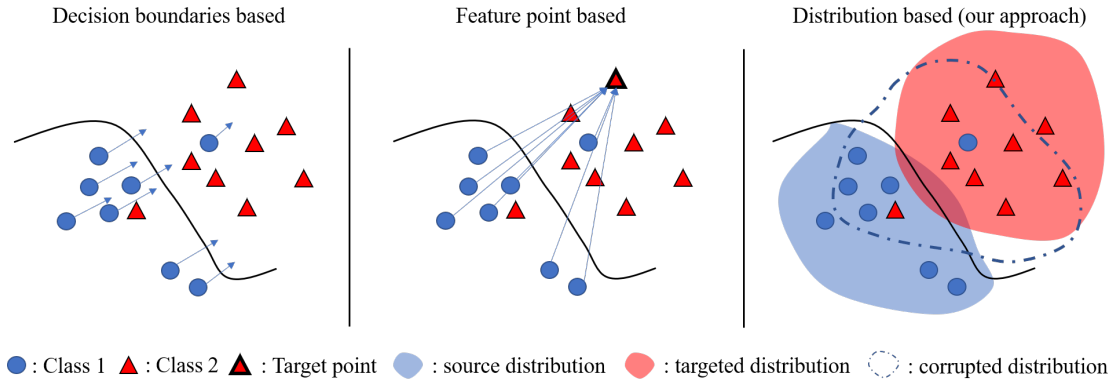 Decision boundaries based
Feature point based
Distribution based (our approach)
: Class 1
: Class 2
: Target point
: source distribution
: targeted distribution
: corrupted distribution